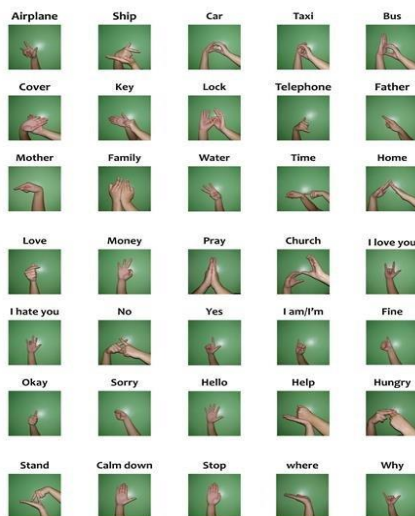 Airplane Ship Car Taxi Bus
Cover Key Lock Telephone Father
Mother Family Water Time Home
Love Money Pray Church I love you
I hate you No Yes I am/I'm Fine
Okay Sorry Hello Help Hungry
Stand Calm down Stop where Why